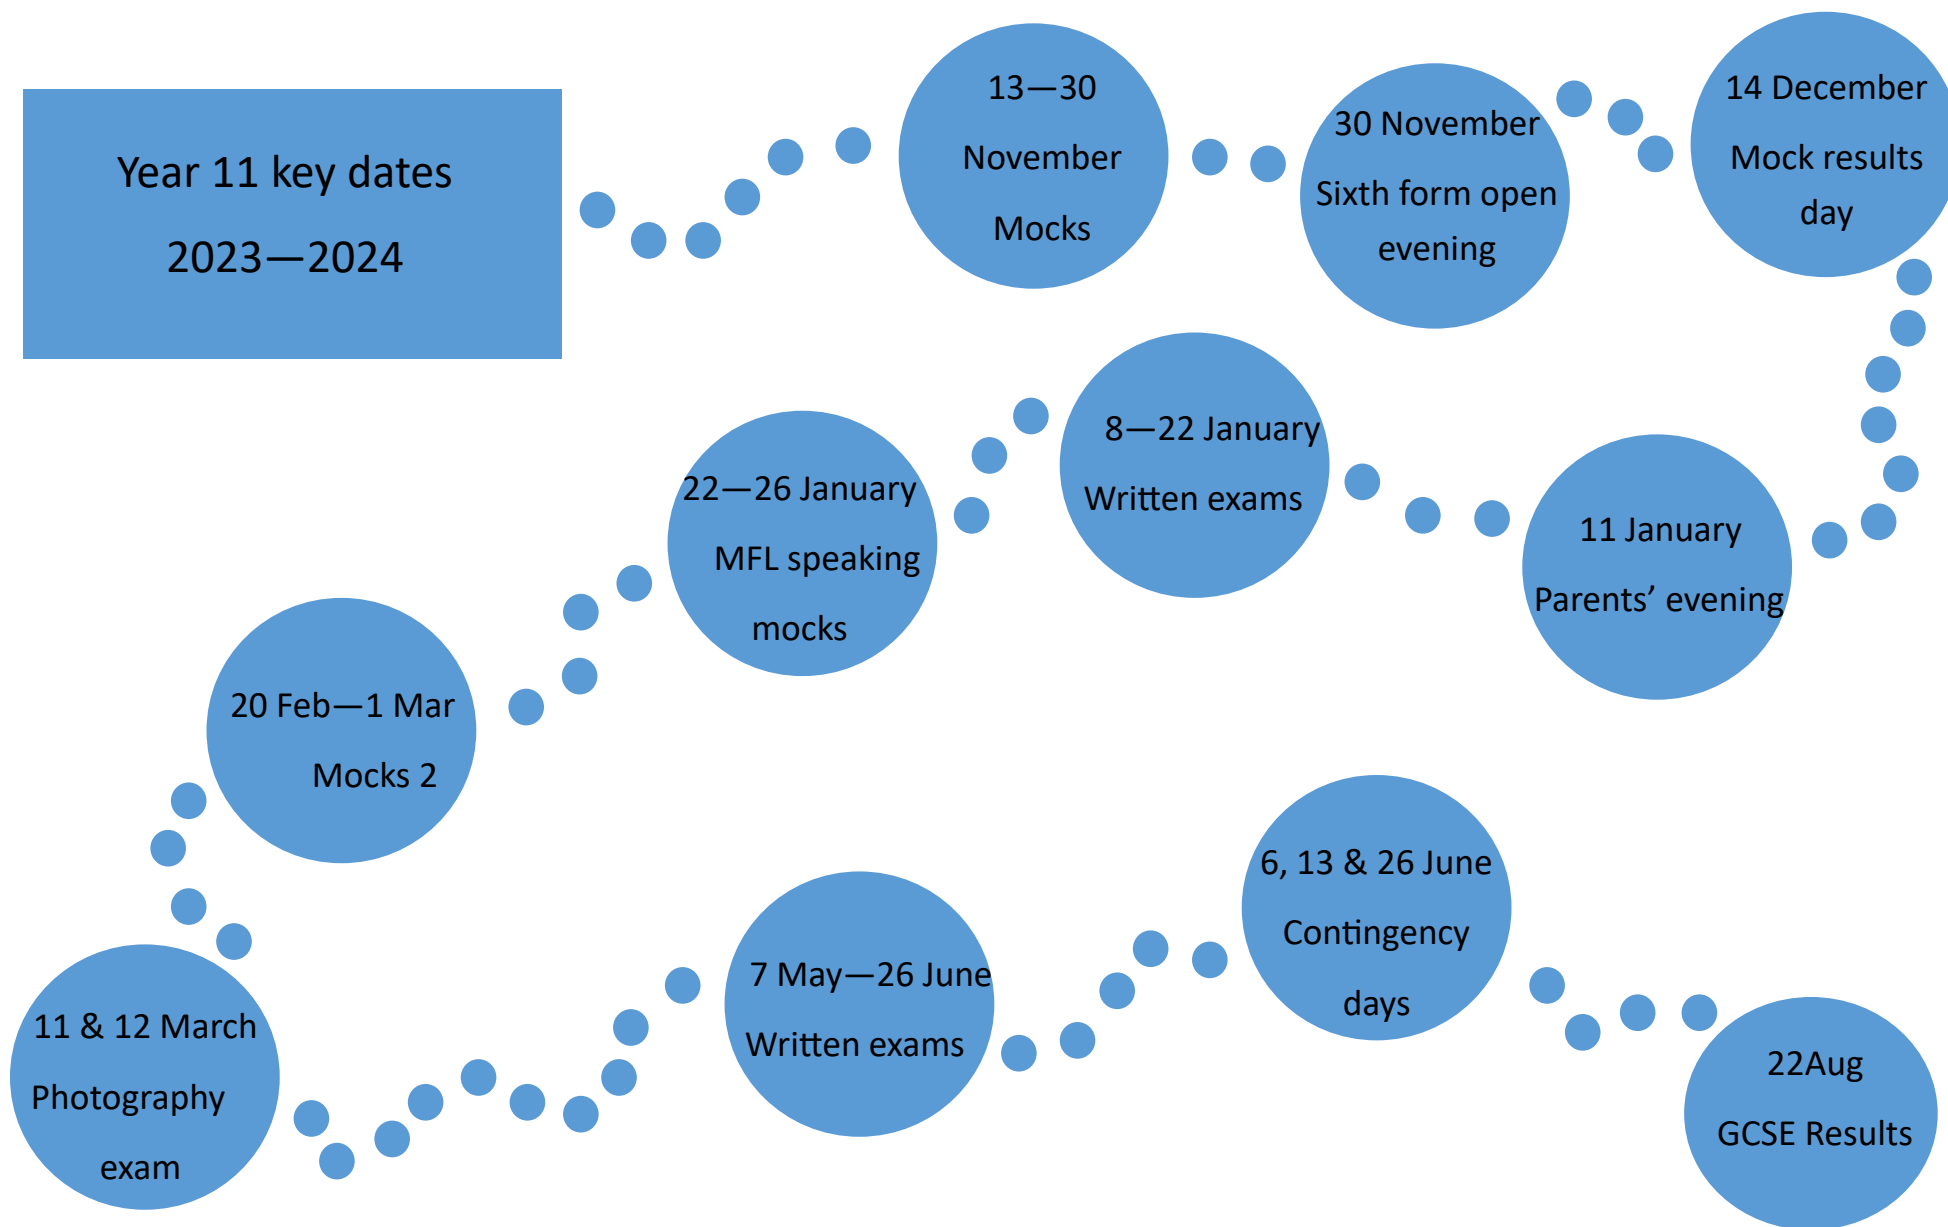 Year 11 key dates
2023—2024
13—30
November
Mocks
30 November
Sixth form open
evening
14 December
Mock results
day
11 January
Parents’ evening
8—22 January
Written exams
22—26 January
MFL speaking
mocks
20 Feb—1 Mar
Mocks 2
11 & 12 March
Photography
exam
7 May—26 June
Written exams
6, 13 & 26 June
Contingency
days
22Aug
GCSE Results